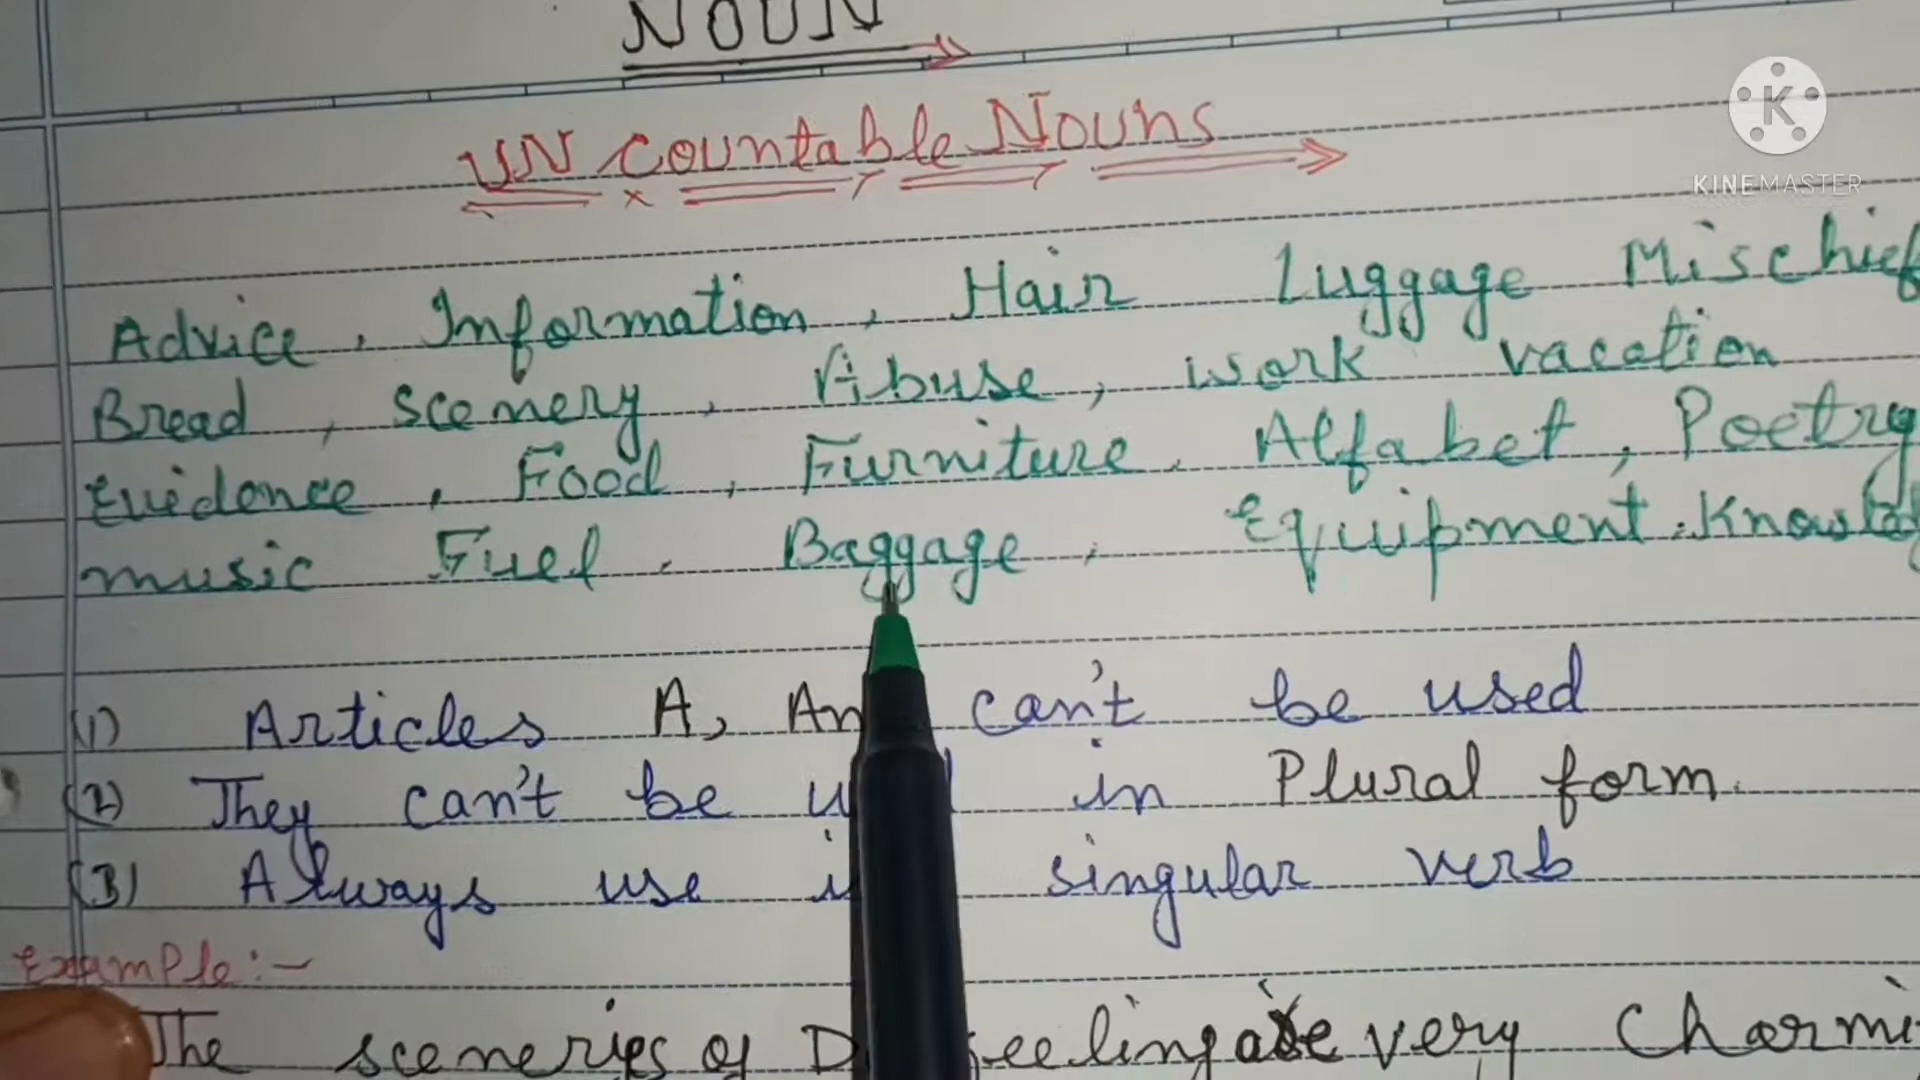 NOUN
UN Countable Nouns
KINEMASTER
Advice, Information, Hair Luggage Mischief
Bread, scenery, Abuse, work vacation
Evidence, Food, Furniture, Alfabet, Poetry
music Fuel, Baggage, Equipment, Knowl
(1) Articles A, An can't be used
(2) They can't be in Plural form.
(3) Always use singular verb
Example:-
The sceneries of are very Charmi